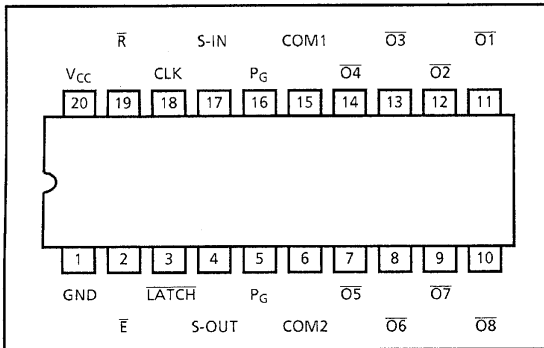 R̅ S-IN COM1 O̅3̅ O̅1̅
VCC CLK PG O̅4̅ O̅2̅
20 19 18 17 16 15 14 13 12 11
1 2 3 4 5 6 7 8 9 10
GND L̅A̅T̅C̅H̅ PG O̅5̅ O̅7̅
E̅ S-OUT COM2 O̅6̅ O̅8̅